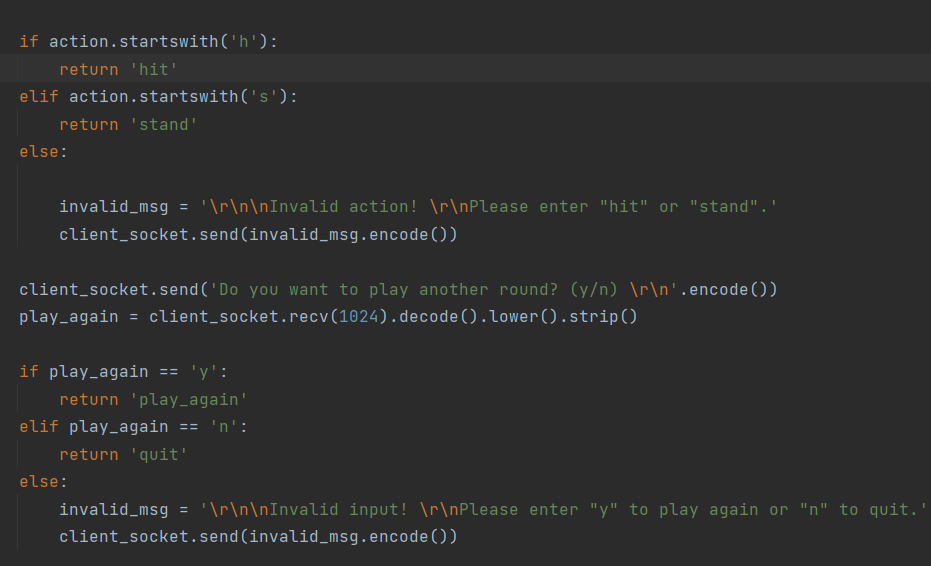 if action.startswith('h'):
    return 'hit'
elif action.startswith('s'):
    return 'stand'
else:
    invalid_msg = '\r\n\nInvalid action! \r\nPlease enter "hit" or "stand".'
    client_socket.send(invalid_msg.encode())
client_socket.send('Do you want to play another round? (y/n) \r\n'.encode())
play_again = client_socket.recv(1024).decode().lower().strip()
if play_again == 'y':
    return 'play_again'
elif play_again == 'n':
    return 'quit'
else:
    invalid_msg = '\r\n\nInvalid input! \r\nPlease enter "y" to play again or "n" to quit.'
    client_socket.send(invalid_msg.encode())